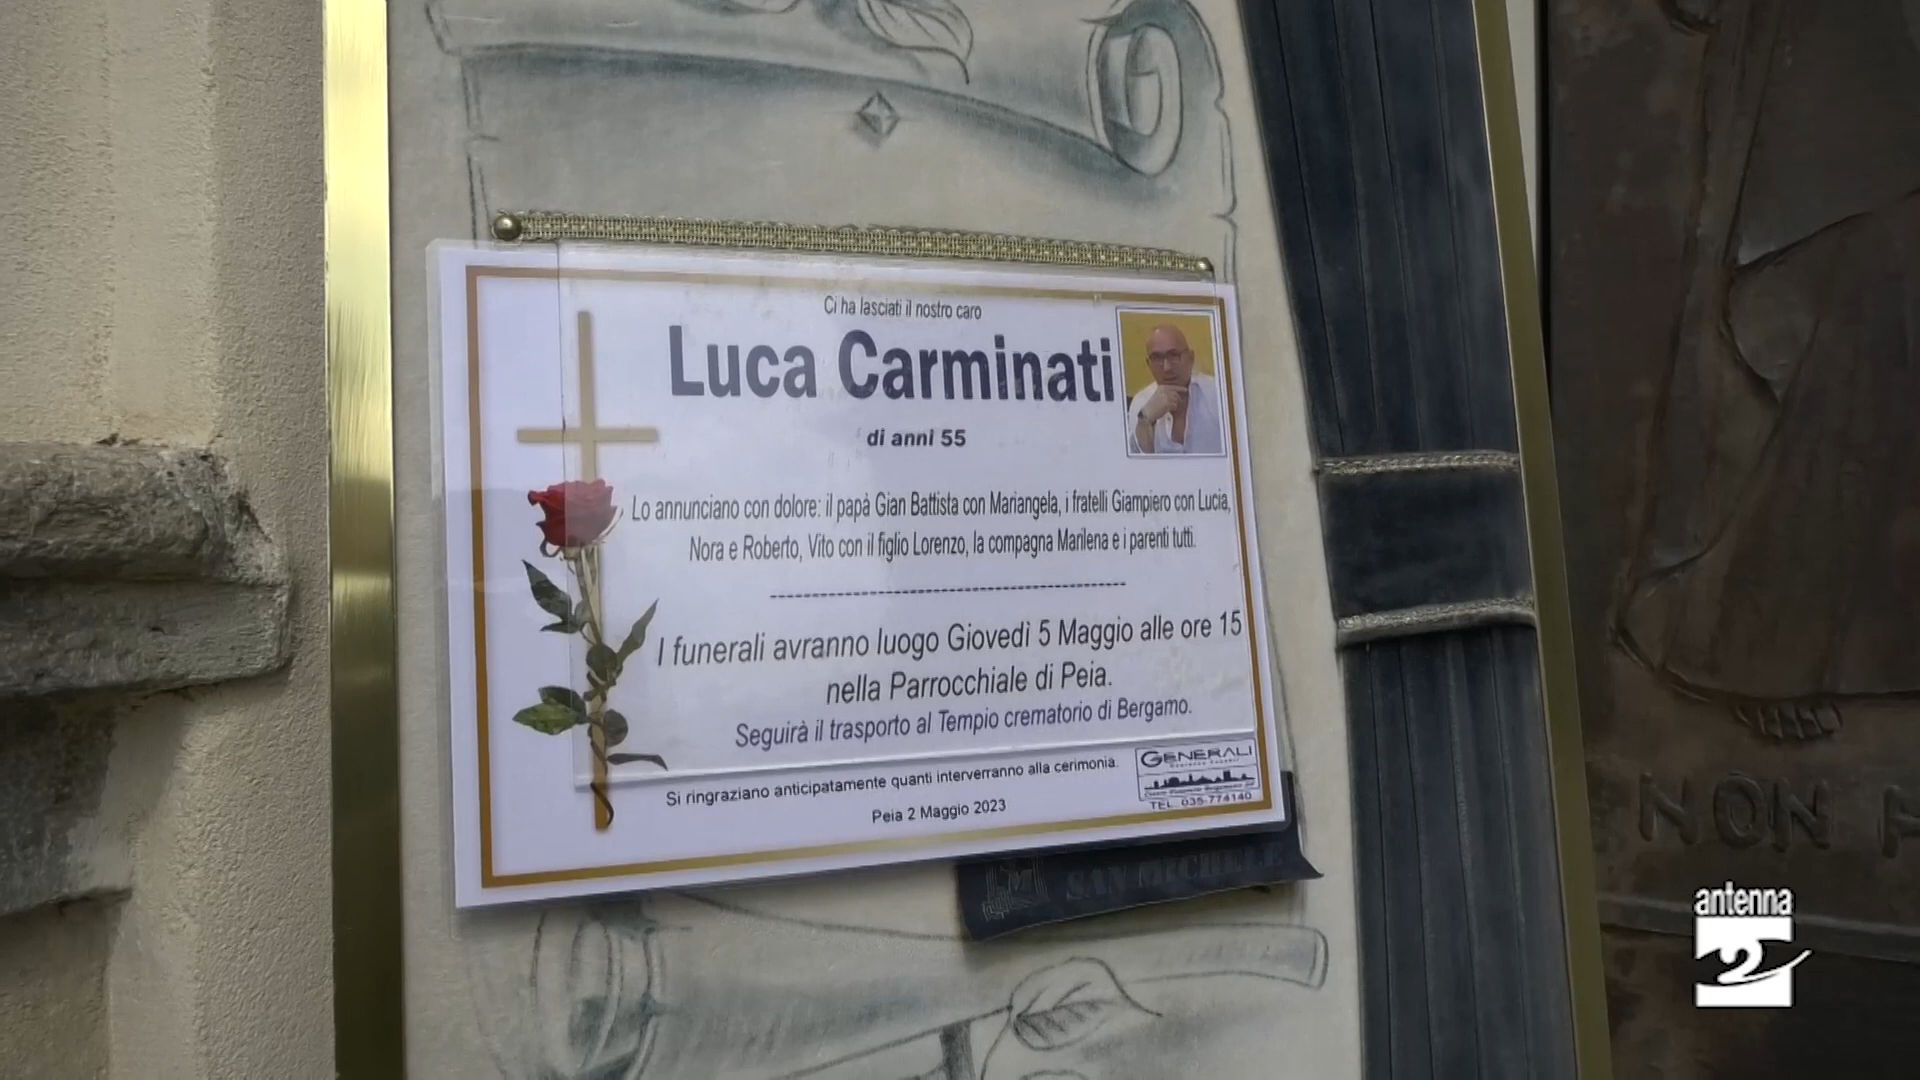 Ci ha lasciati il nostro caro
Luca Carminati
di anni 55
Lo annunciano con dolore: il papà Gian Battista con Mariangela, i fratelli Giampiero con Lucia,
Nora e Roberto, Vito con il figlio Lorenzo, la compagna Marilena e i parenti tutti.
I funerali avranno luogo Giovedì 5 Maggio alle ore 15
nella Parrocchiale di Peia.
Seguirà il trasporto al Tempio crematorio di Bergamo.
Si ringraziano anticipatamente quanti interverranno alla cerimonia.
Peia 2 Maggio 2023
GENERALI
TEL. 035-774140
SAN MICHELE
NON
antenna
2